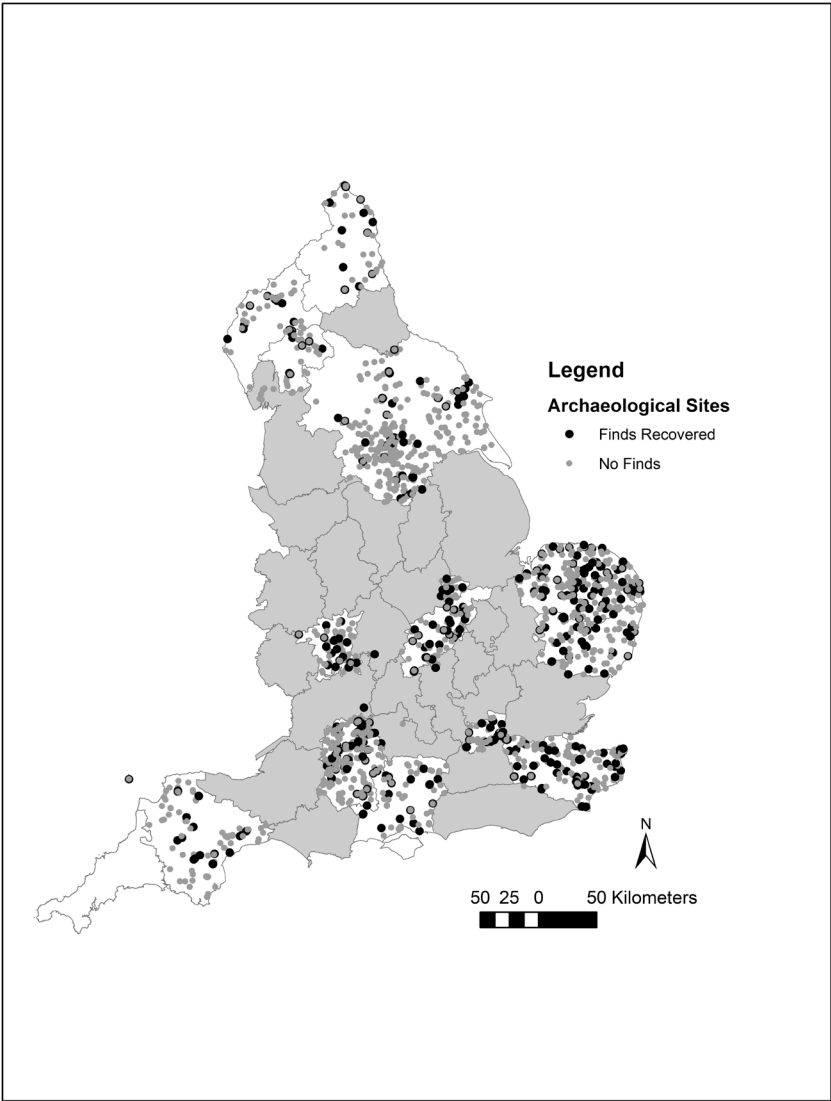 Legend
Archaeological Sites
Finds Recovered
No Finds
N
50 25 0 50 Kilometers